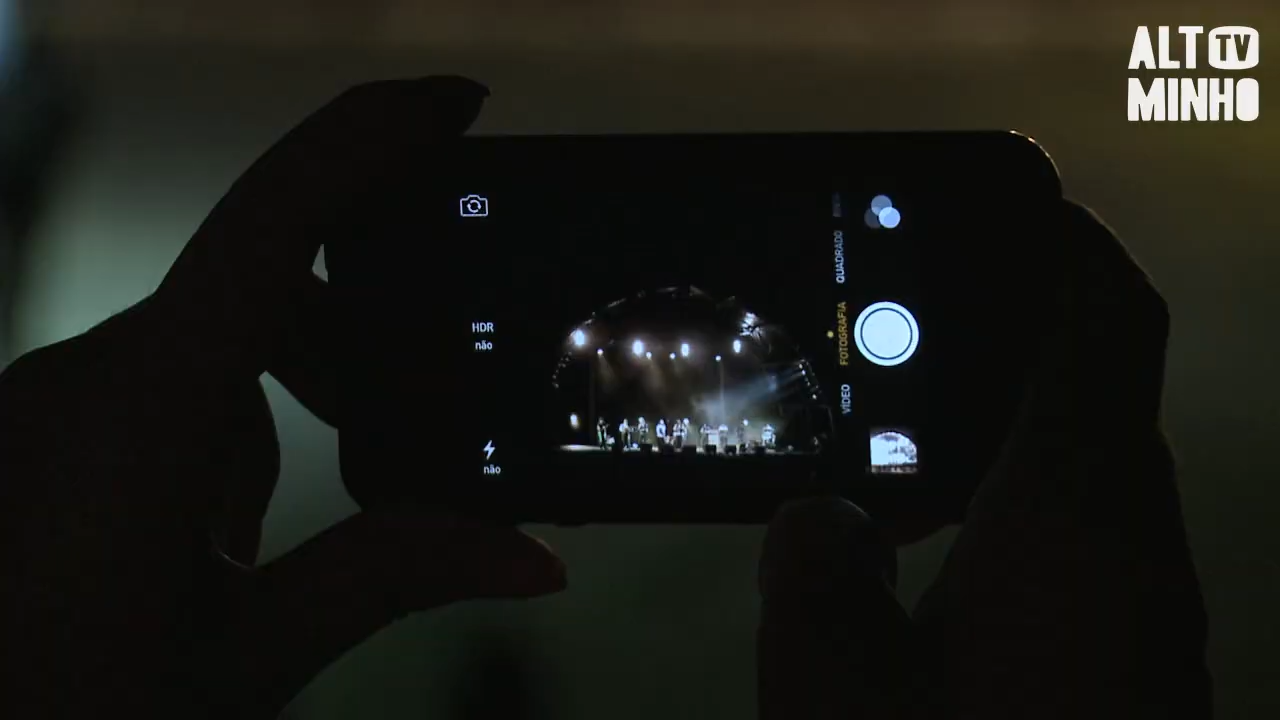 ALT TV
MINHO
HDR
não
não
QUADRADO
FOTOGRAFIA
VÍDEO